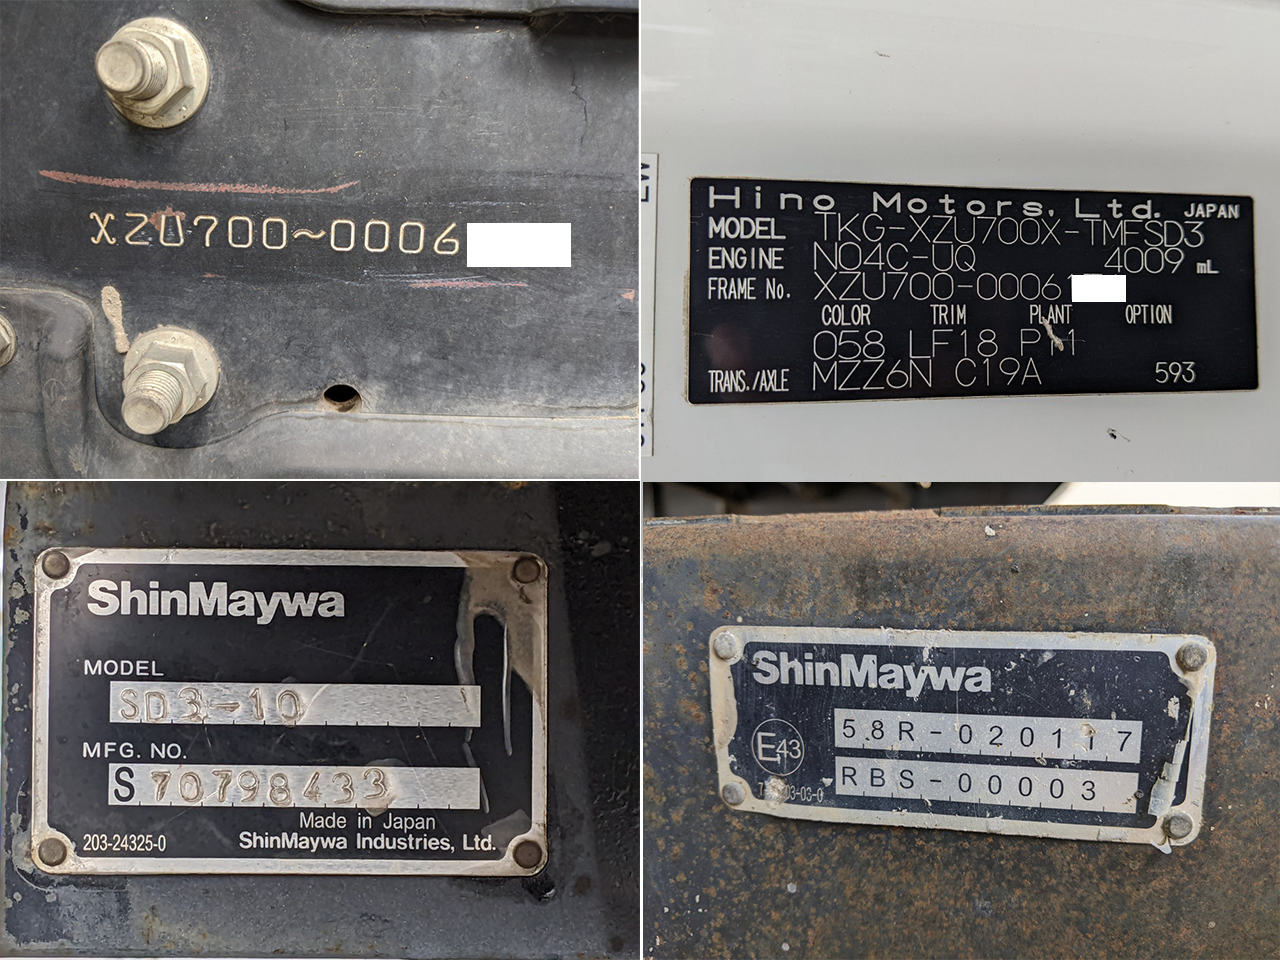 XZU700~0006
Hino Motors, Ltd. JAPAN
MODEL TKG-XZU700X-TMFSD3
ENGINE N04C-UQ 4009 mL
FRAME No. XZU700-0006
COLOR TRIM PLANT OPTION
058 LF18
TRANS./AXLE MZZ6N C19A 593
ShinMaywa
MODEL
SD3-10
MFG. NO.
S 70798433
Made in Japan
203-24325-0 ShinMaywa Industries, Ltd.
ShinMaywa
E43
58R-020117
RBS-00003